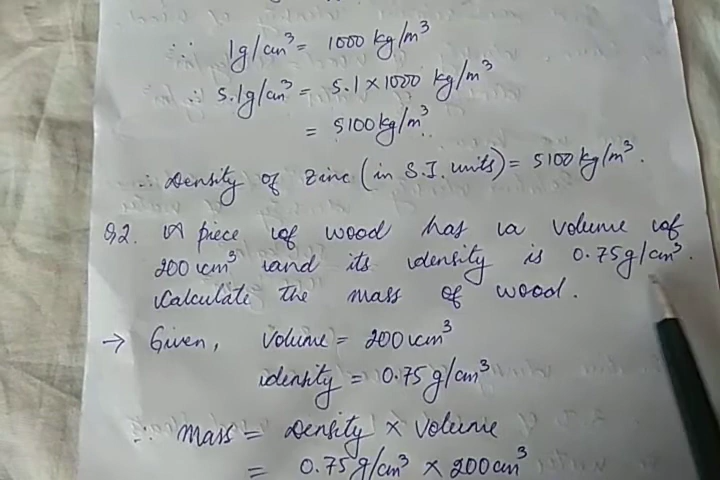 ∵ 1g/cm³ = 1000 kg/m³
∴ 5.1g/cm³ = 5.1 × 1000 kg/m³
= 5100 kg/m³
∴ Density of Zinc (in S.I. units) = 5100 kg/m³.
Q2. A piece of wood has a volume of
200 cm³ and its density is 0.75g/cm³.
Calculate the mass of wood.
→ Given, Volume = 200 cm³
density = 0.75 g/cm³
∴ Mass = Density × Volume
= 0.75 g/cm³ × 200 cm³